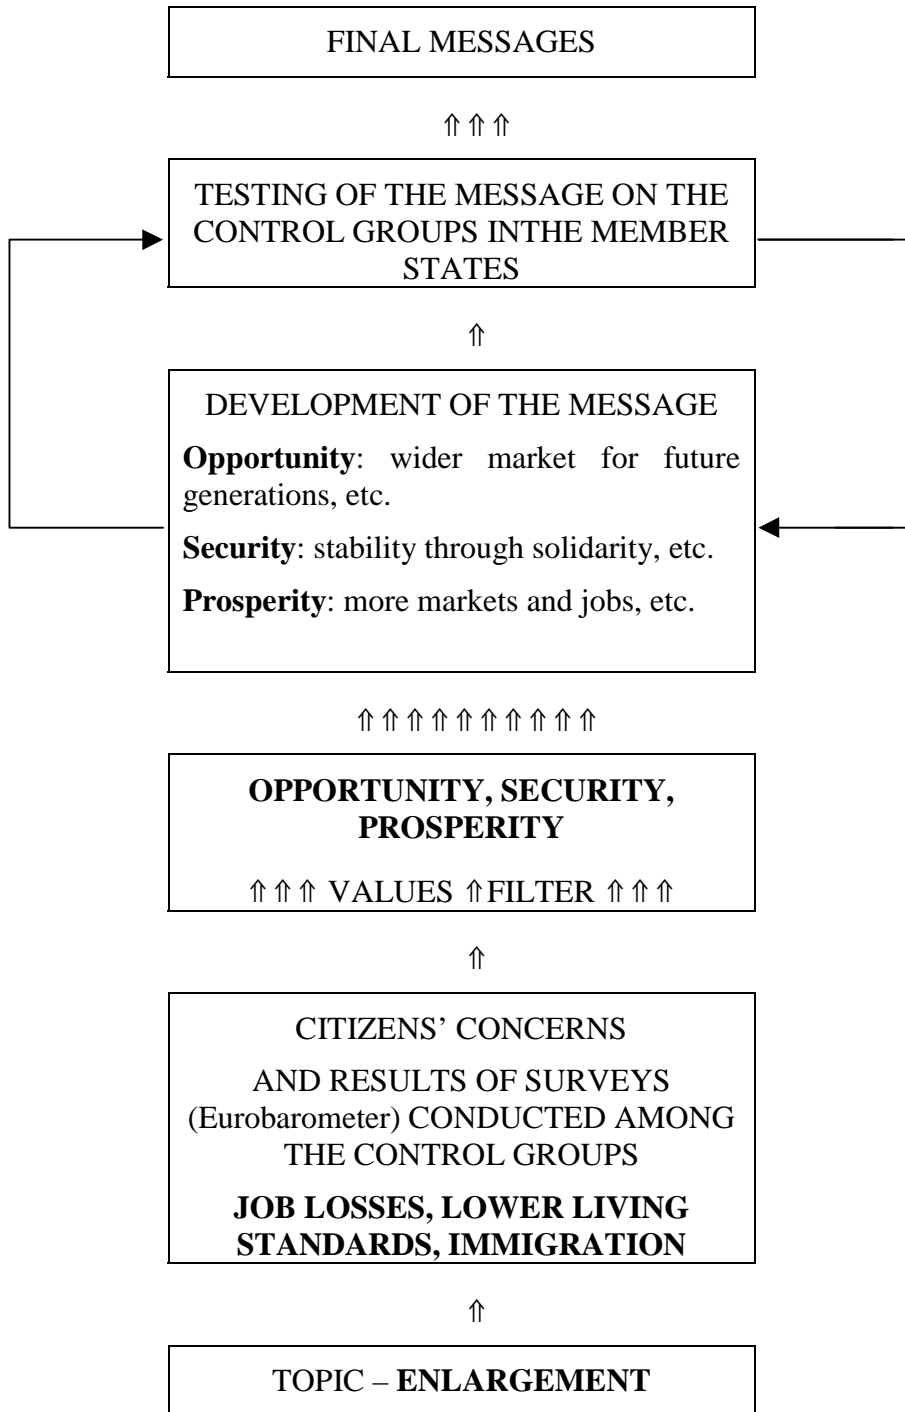 FINAL MESSAGES
⇑⇑⇑
TESTING OF THE MESSAGE ON THE
CONTROL GROUPS INTHE MEMBER
STATES
⇑
DEVELOPMENT OF THE MESSAGE
Opportunity: wider market for future
generations, etc.
Security: stability through solidarity, etc.
Prosperity: more markets and jobs, etc.
⇑⇑⇑⇑⇑⇑⇑⇑⇑⇑
OPPORTUNITY, SECURITY,
PROSPERITY
⇑⇑⇑ VALUES ⇑FILTER ⇑⇑⇑
⇑
CITIZENS’ CONCERNS
AND RESULTS OF SURVEYS
(Eurobarometer) CONDUCTED AMONG
THE CONTROL GROUPS
JOB LOSSES, LOWER LIVING
STANDARDS, IMMIGRATION
⇑
TOPIC – ENLARGEMENT